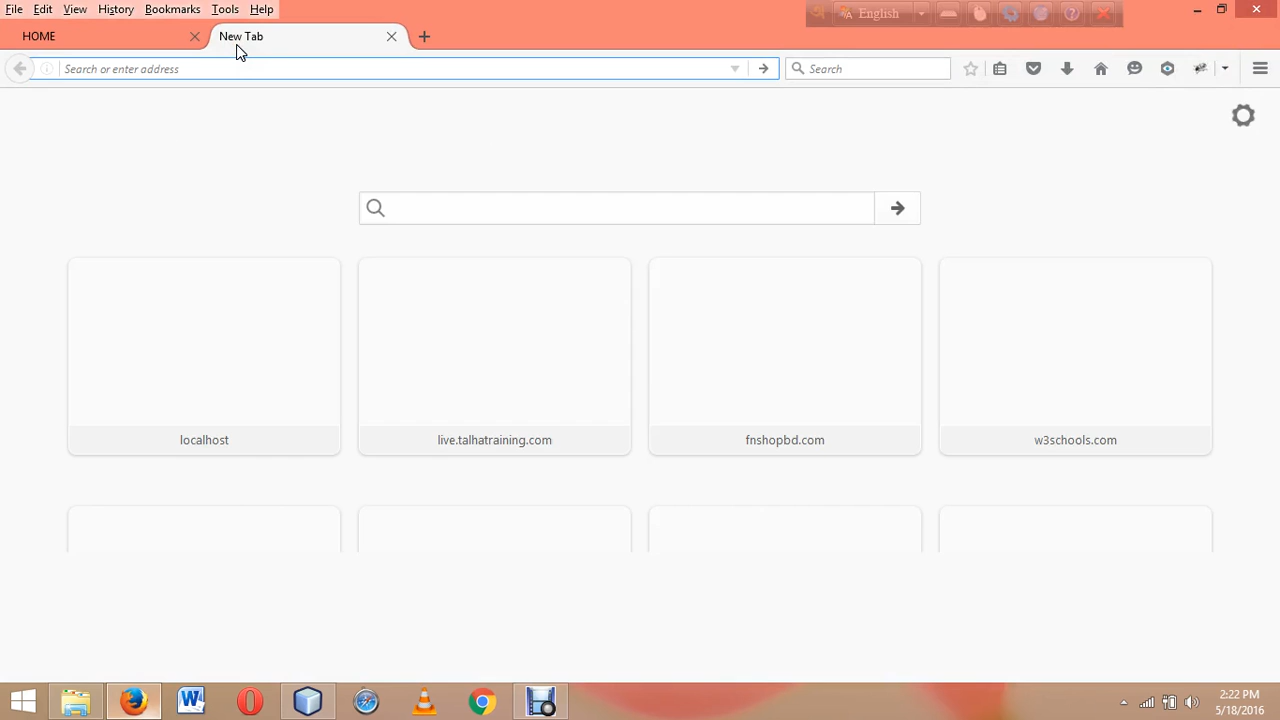 File Edit View History Bookmarks Tools Help
English
HOME
New Tab
Search or enter address
Search
localhost
live.talhatraining.com
fnshopbd.com
w3schools.com
2:22 PM
5/18/2016